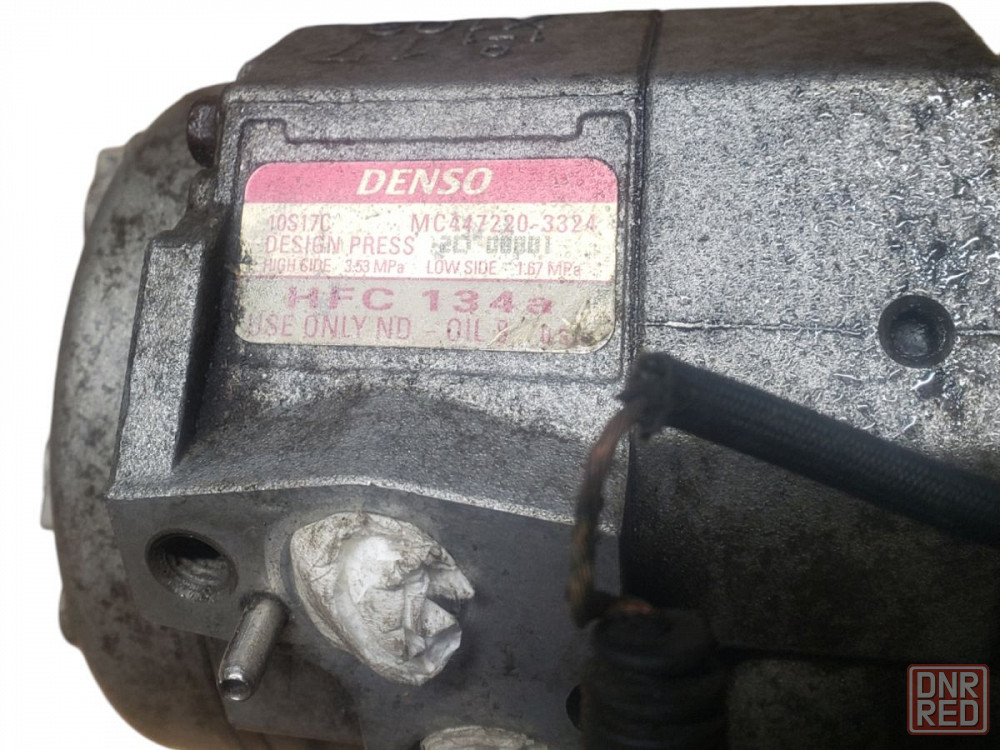 DENSO
10S17C MC447220-3324
DESIGN PRESS
HIGH SIDE 3.53 MPa LOW SIDE 1.67 MPa
HFC 134a
USE ONLY ND - OIL 8
DNR
RED